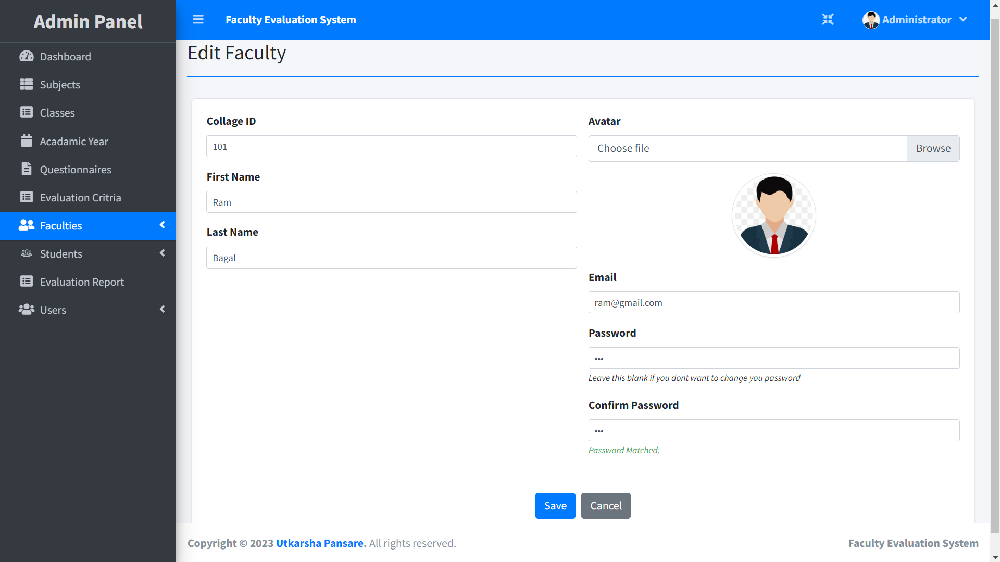 Admin Panel
Dashboard
Subjects
Classes
Acadamic Year
Questionnaires
Evaluation Critria
Faculties
Students
Evaluation Report
Users
Faculty Evaluation System
Administrator
Edit Faculty
Collage ID
101
First Name
Ram
Last Name
Bagal
Avatar
Choose file Browse
Email
ram@gmail.com
Password
•••
Leave this blank if you dont want to change you password
Confirm Password
•••
Password Matched.
Save Cancel
Copyright © 2023 Utkarsha Pansare. All rights reserved.
Faculty Evaluation System